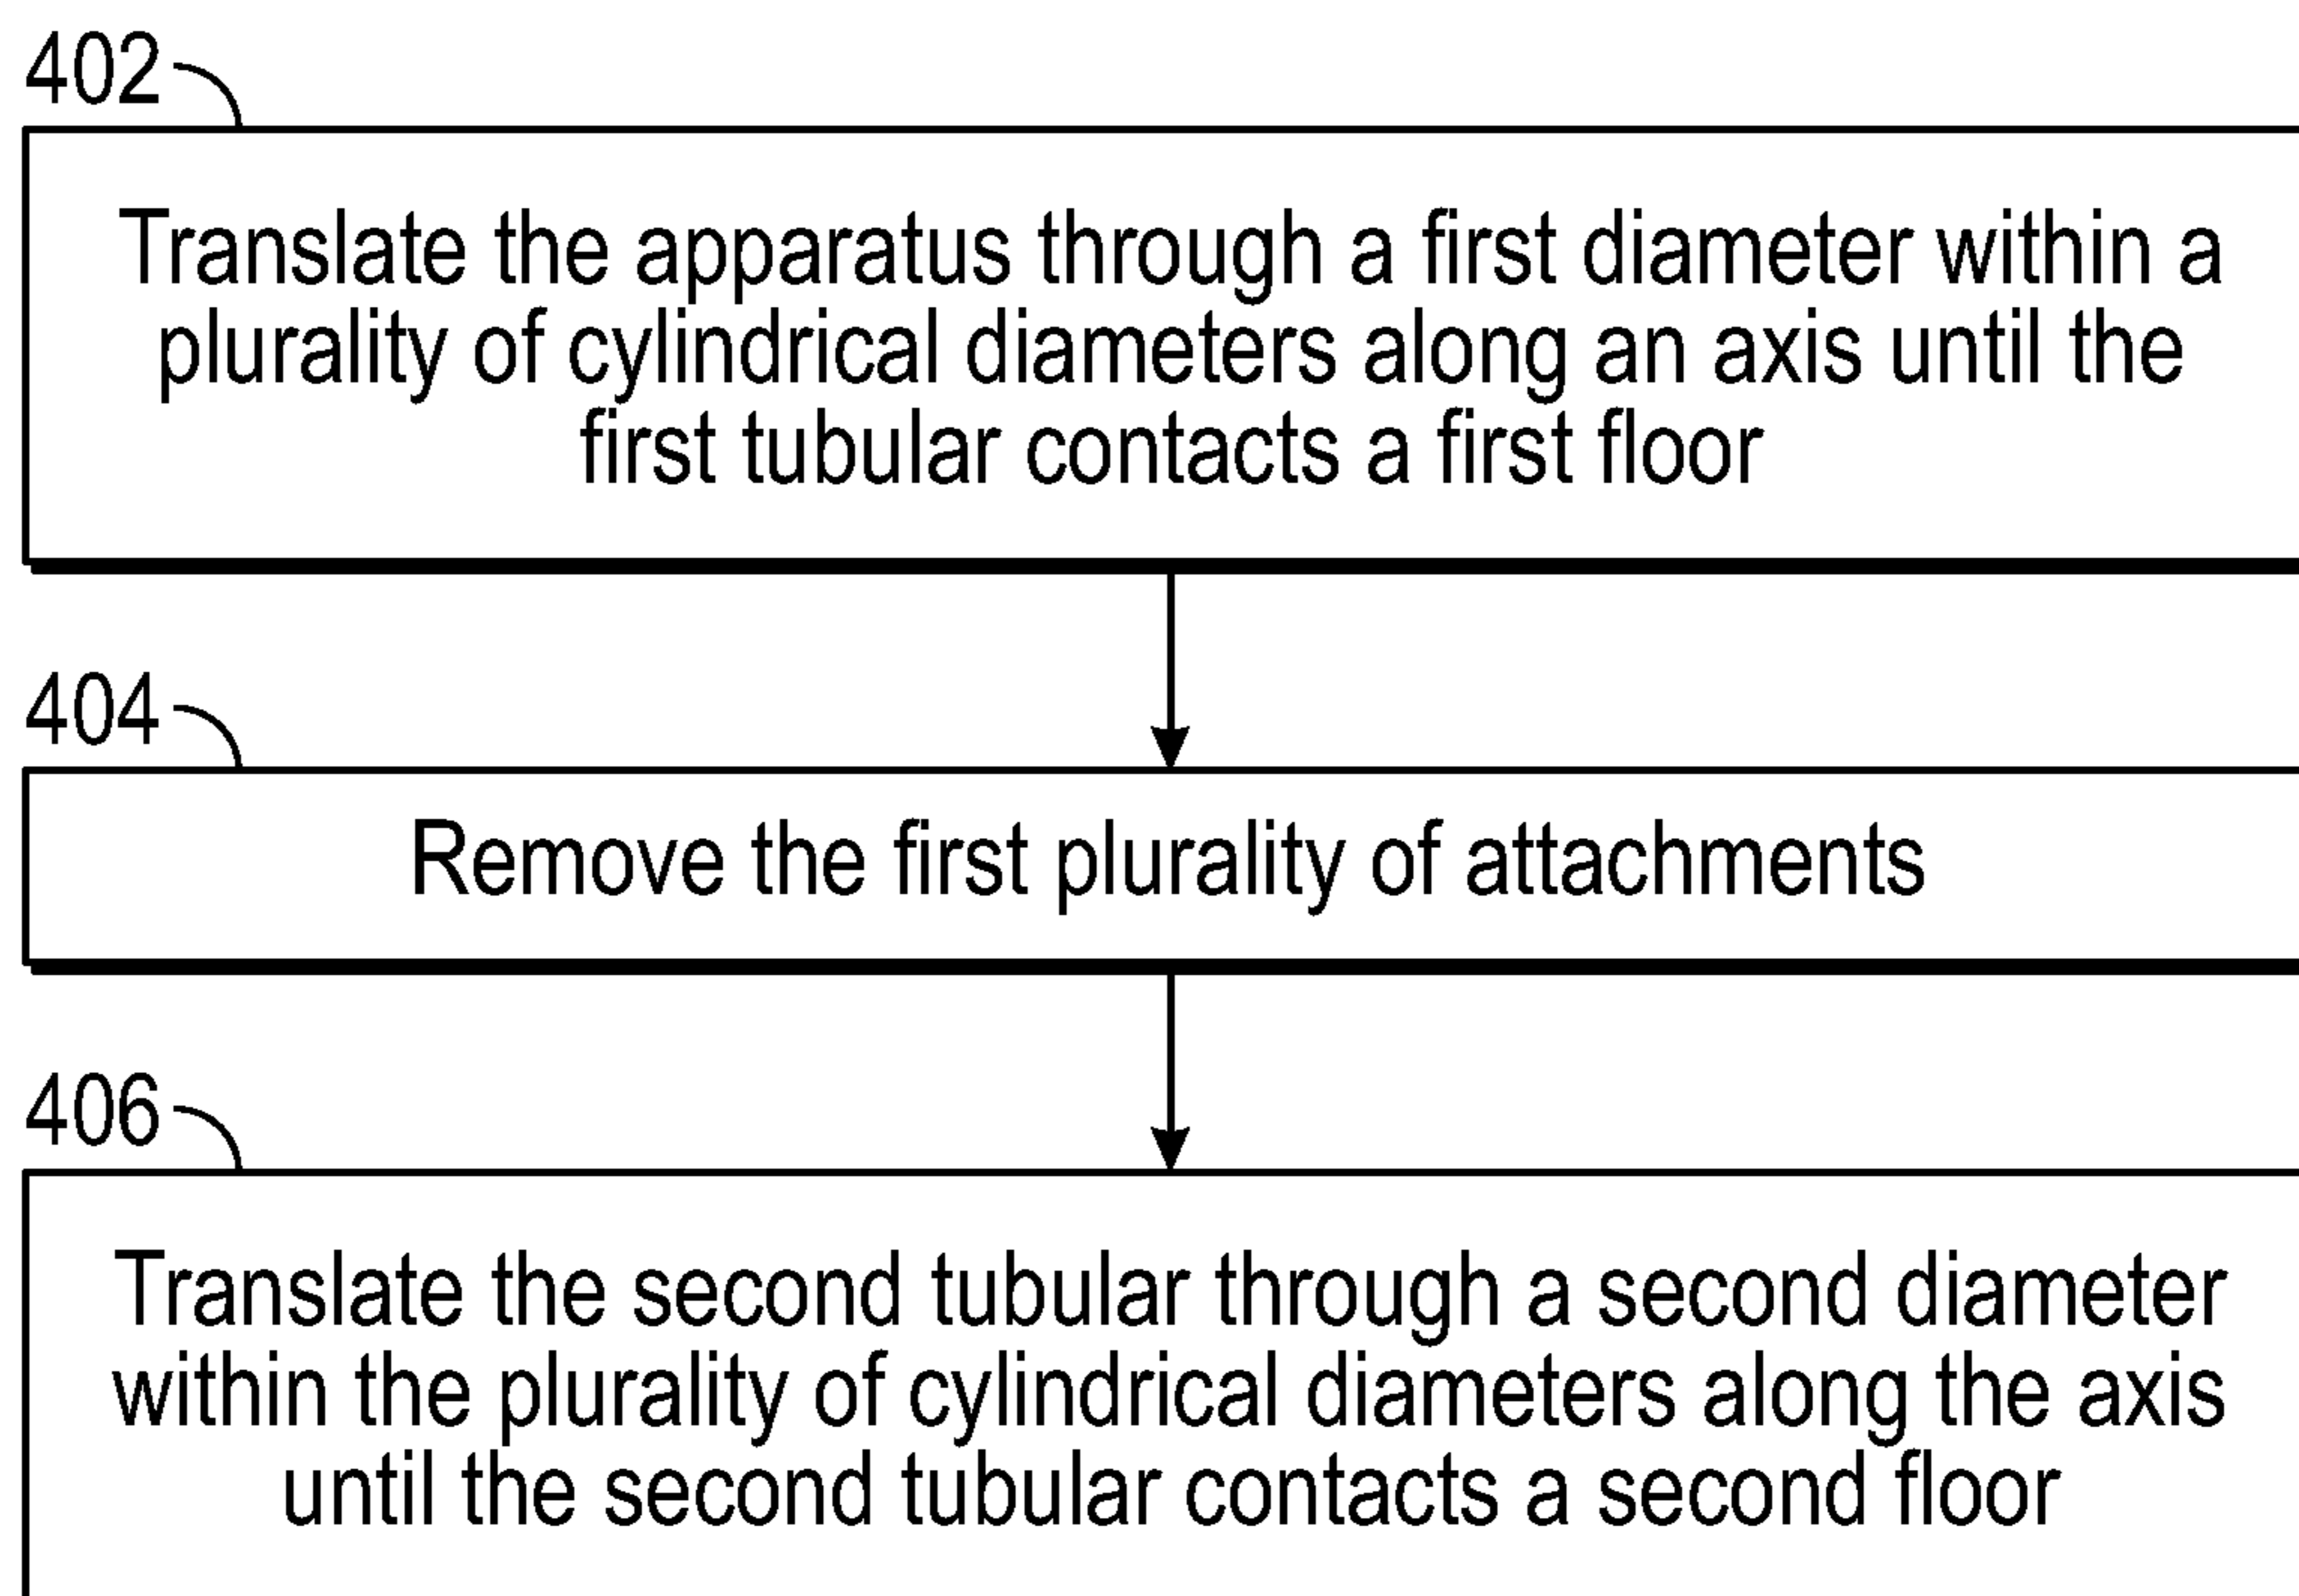 402
Translate the apparatus through a first diameter within a
plurality of cylindrical diameters along an axis until the
first tubular contacts a first floor
404
Remove the first plurality of attachments
406
Translate the second tubular through a second diameter
within the plurality of cylindrical diameters along the axis
until the second tubular contacts a second floor